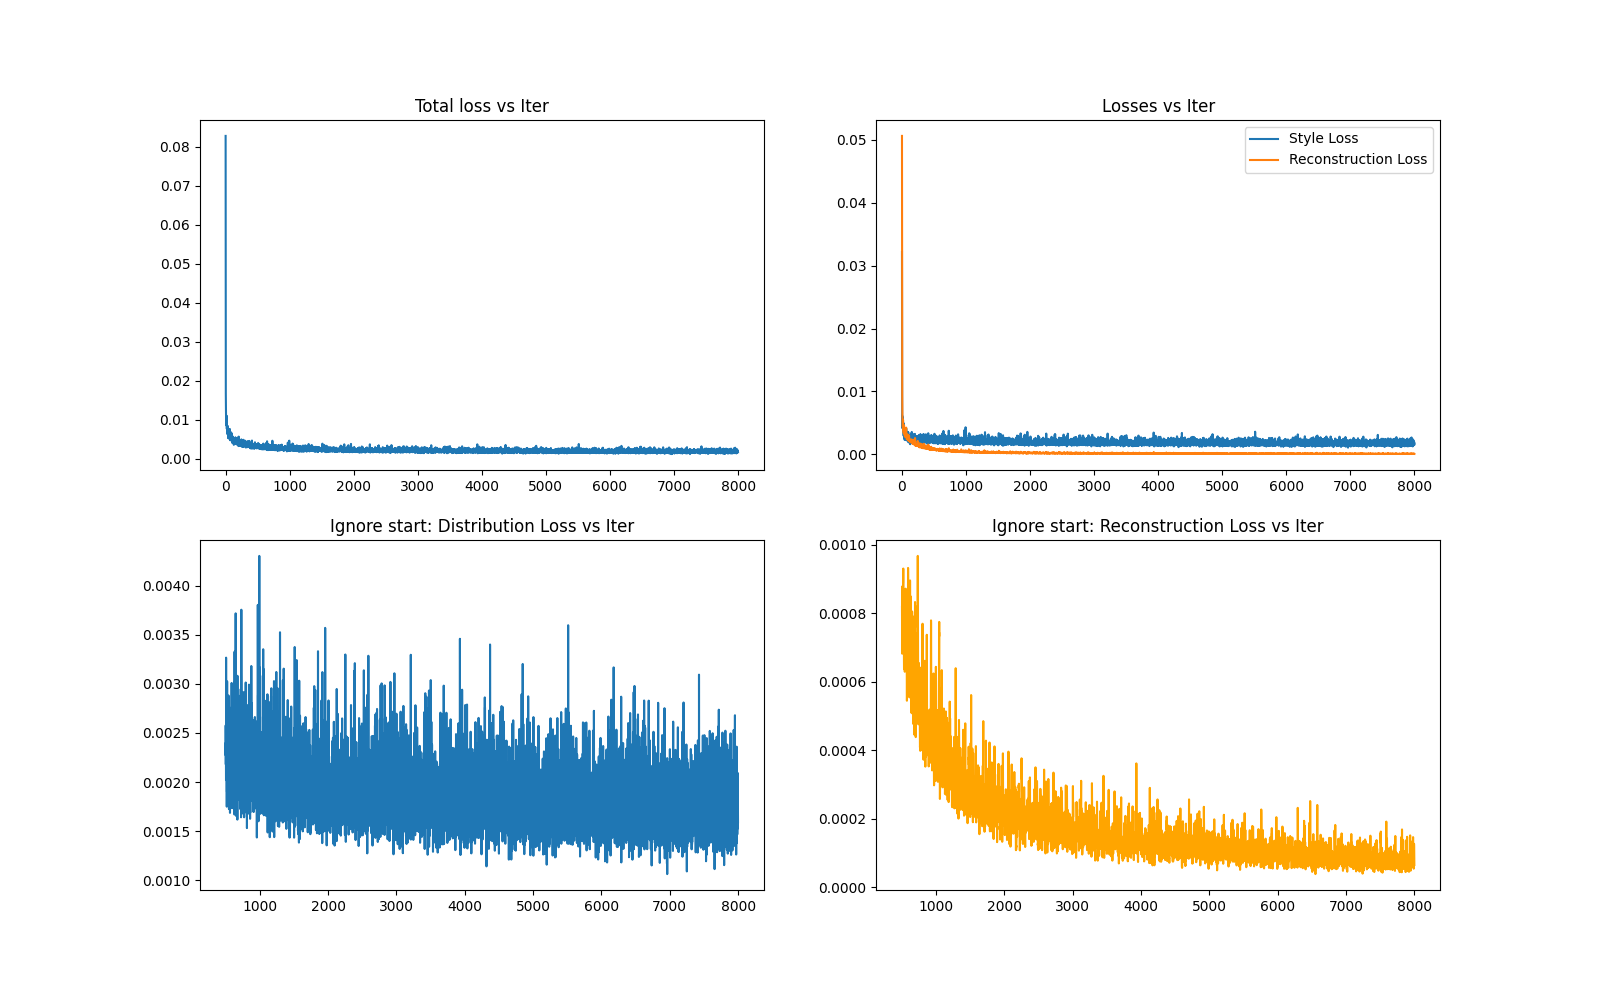 Total loss vs Iter
0.08
0.07
0.06
0.05
0.04
0.03
0.02
0.01
0.00
0 1000 2000 3000 4000 5000 6000 7000 8000
Losses vs Iter
Style Loss
Reconstruction Loss
0.05
0.04
0.03
0.02
0.01
0.00
0 1000 2000 3000 4000 5000 6000 7000 8000
Ignore start: Distribution Loss vs Iter
0.0040
0.0035
0.0030
0.0025
0.0020
0.0015
0.0010
1000 2000 3000 4000 5000 6000 7000 8000
Ignore start: Reconstruction Loss vs Iter
0.0010
0.0008
0.0006
0.0004
0.0002
0.0000
1000 2000 3000 4000 5000 6000 7000 8000